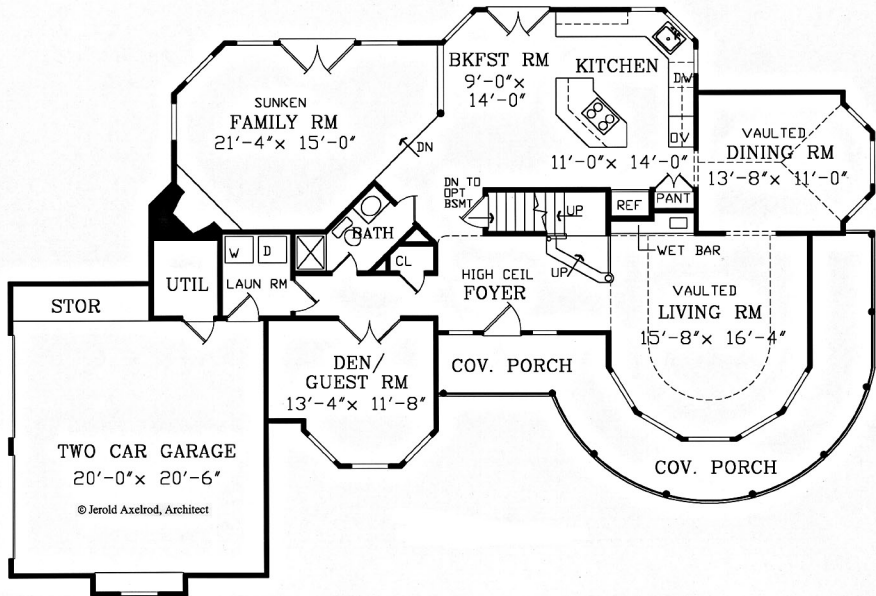 BKFST RM
9'-0"x
14'-0"
KITCHEN
DW
SUNKEN
FAMILY RM
21'-4"x 15'-0"
DN
OV
11'-0"x 14'-0"
VAULTED
DINING RM
13'-8"x 11'-0"
DN TO
OPT
BSMT
UP
REF
PANT
BATH
WET BAR
W
D
CL
UTIL
LAUN RM
HIGH CEIL
FOYER
UP
VAULTED
LIVING RM
15'-8"x 16'-4"
STOR
DEN/
GUEST RM
13'-4"x 11'-8"
COV. PORCH
TWO CAR GARAGE
20'-0"x 20'-6"
COV. PORCH
© Jerold Axelrod, Architect